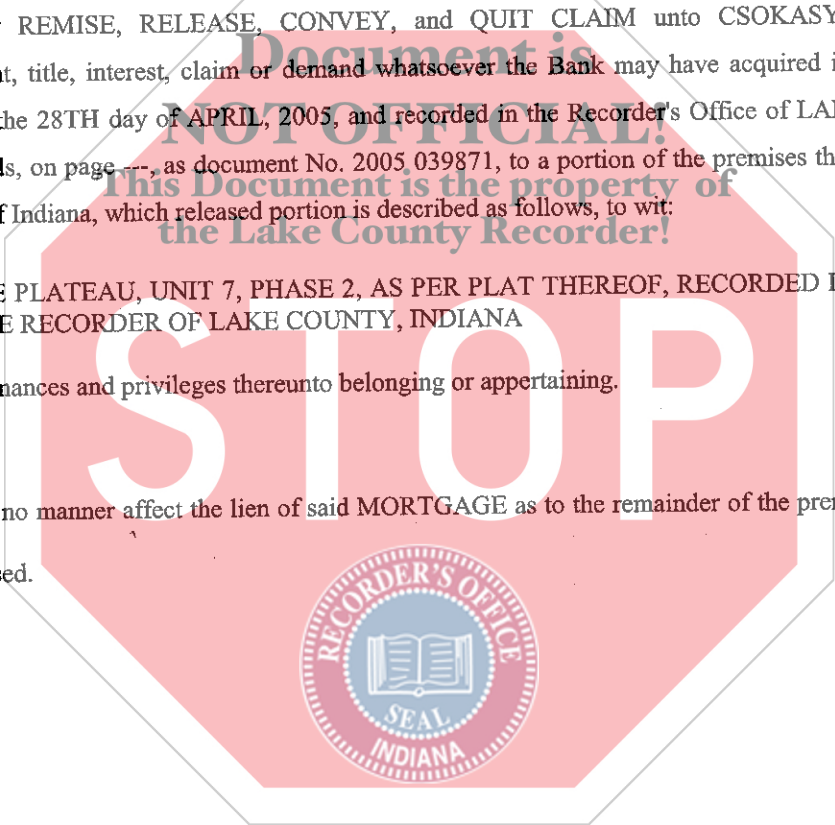 REMISE, RELEASE, CONVEY, and QUIT CLAIM unto CSOKASY
Document is
t, title, interest, claim or demand whatsoever the Bank may have acquired i
the 28TH day of APRIL, 2005, and recorded in the Recorder's Office of LA
NOT OFFICIAL!
s, on page ---, as document No. 2005 039871, to a portion of the premises th
This Document is the property of
f Indiana, which released portion is described as follows, to wit:
the Lake County Recorder!
E PLATEAU, UNIT 7, PHASE 2, AS PER PLAT THEREOF, RECORDED I
E RECORDER OF LAKE COUNTY, INDIANA
STOP
nances and privileges thereunto belonging or appertaining.
no manner affect the lien of said MORTGAGE as to the remainder of the pre
sed.
RECORDER'S OFFICE
SEAL
INDIANA